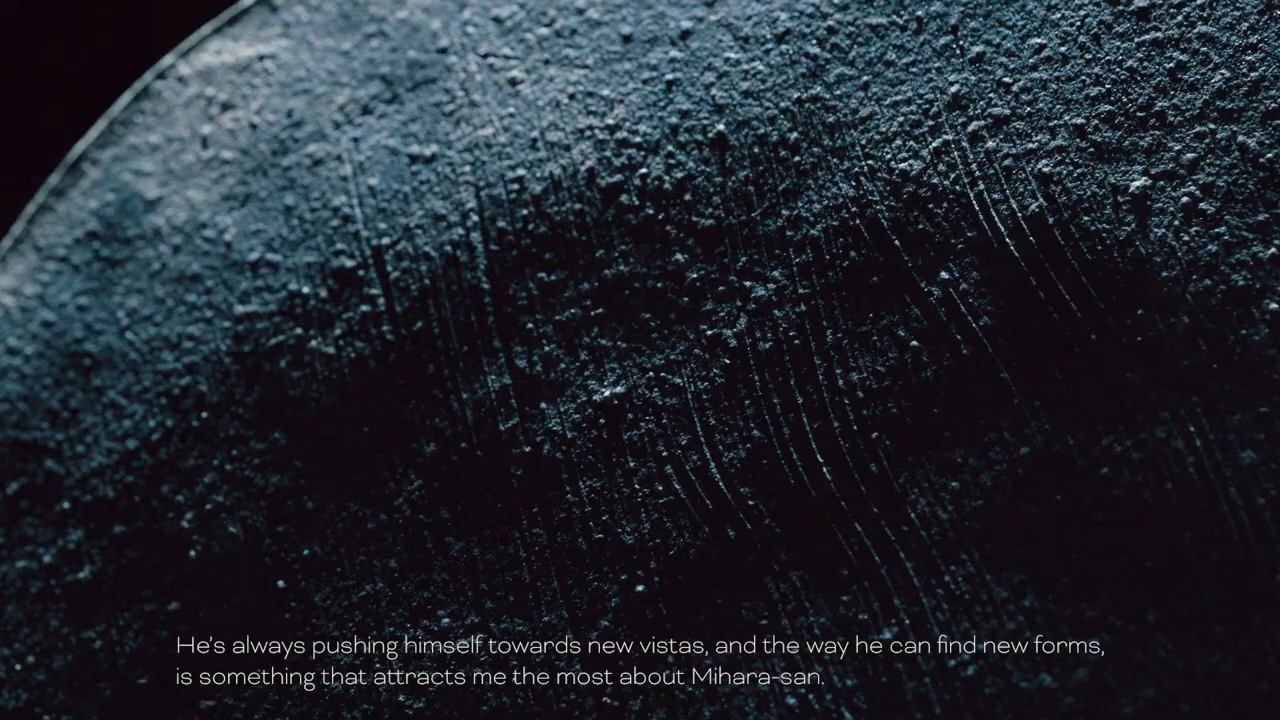 He's always pushing himself towards new vistas, and the way he can find new forms,
is something that attracts me the most about Mihara-san.